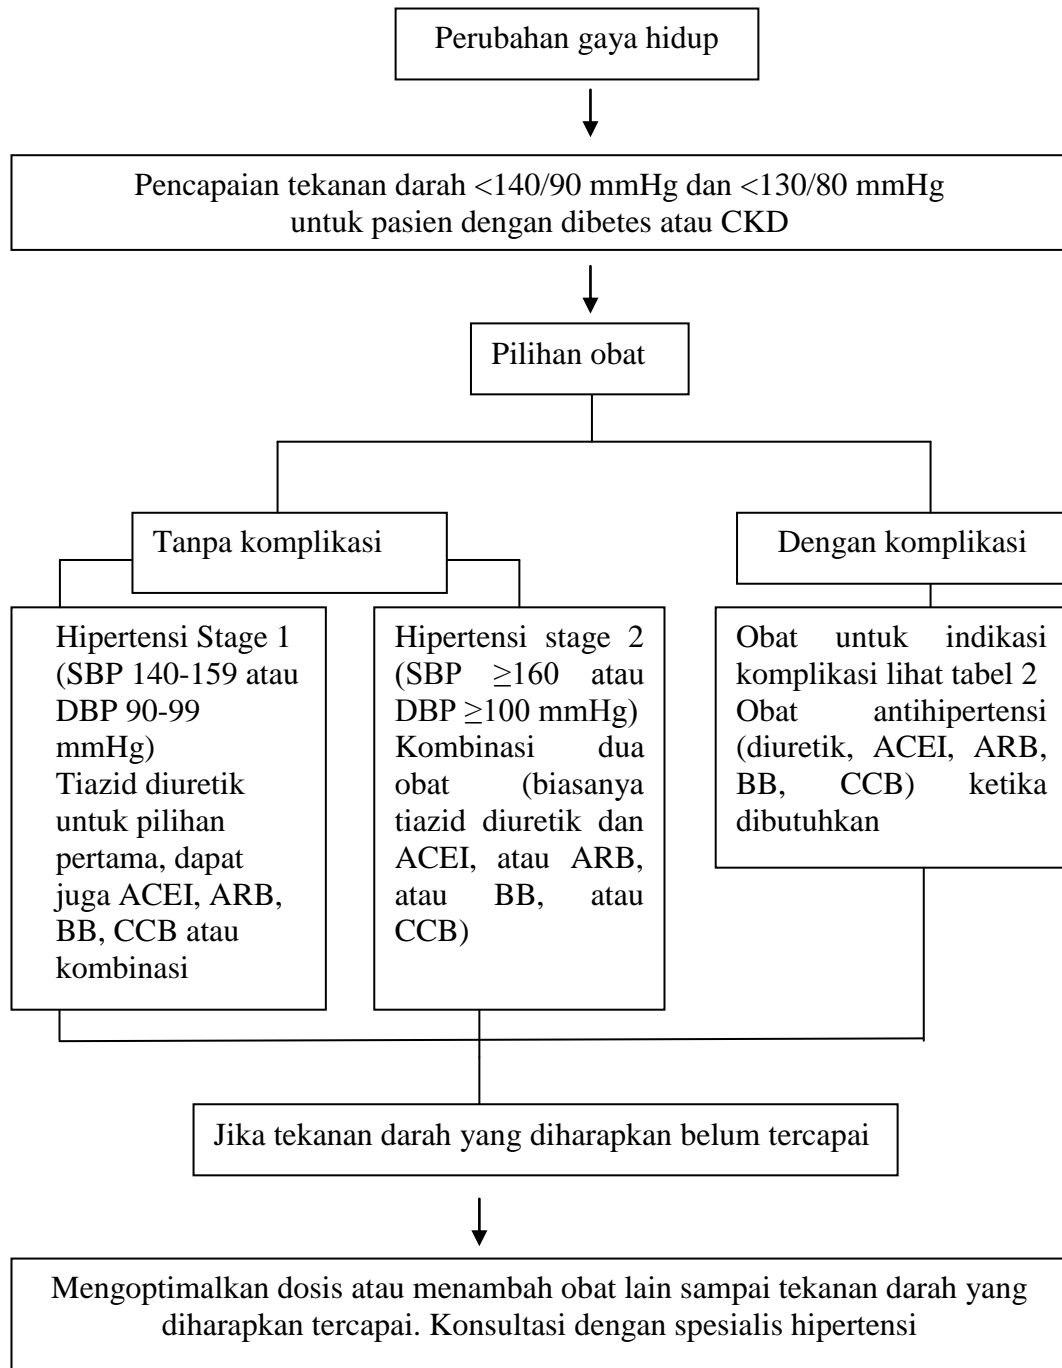 Perubahan gaya hidup
Pencapaian tekanan darah <140/90 mmHg dan <130/80 mmHg
untuk pasien dengan dibetes atau CKD
Pilihan obat
Tanpa komplikasi
Dengan komplikasi
Hipertensi Stage 1
(SBP 140-159 atau
DBP 90-99
mmHg)
Tiazid diuretik
untuk pilihan
pertama, dapat
juga ACEI, ARB,
BB, CCB atau
kombinasi
Hipertensi stage 2
(SBP ≥160 atau
DBP ≥100 mmHg)
Kombinasi dua
obat (biasanya
tiazid diuretik dan
ACEI, atau ARB,
atau BB, atau
CCB)
Obat untuk indikasi
komplikasi lihat tabel 2
Obat antihipertensi
(diuretik, ACEI, ARB,
BB, CCB) ketika
dibutuhkan
Jika tekanan darah yang diharapkan belum tercapai
Mengoptimalkan dosis atau menambah obat lain sampai tekanan darah yang
diharapkan tercapai. Konsultasi dengan spesialis hipertensi